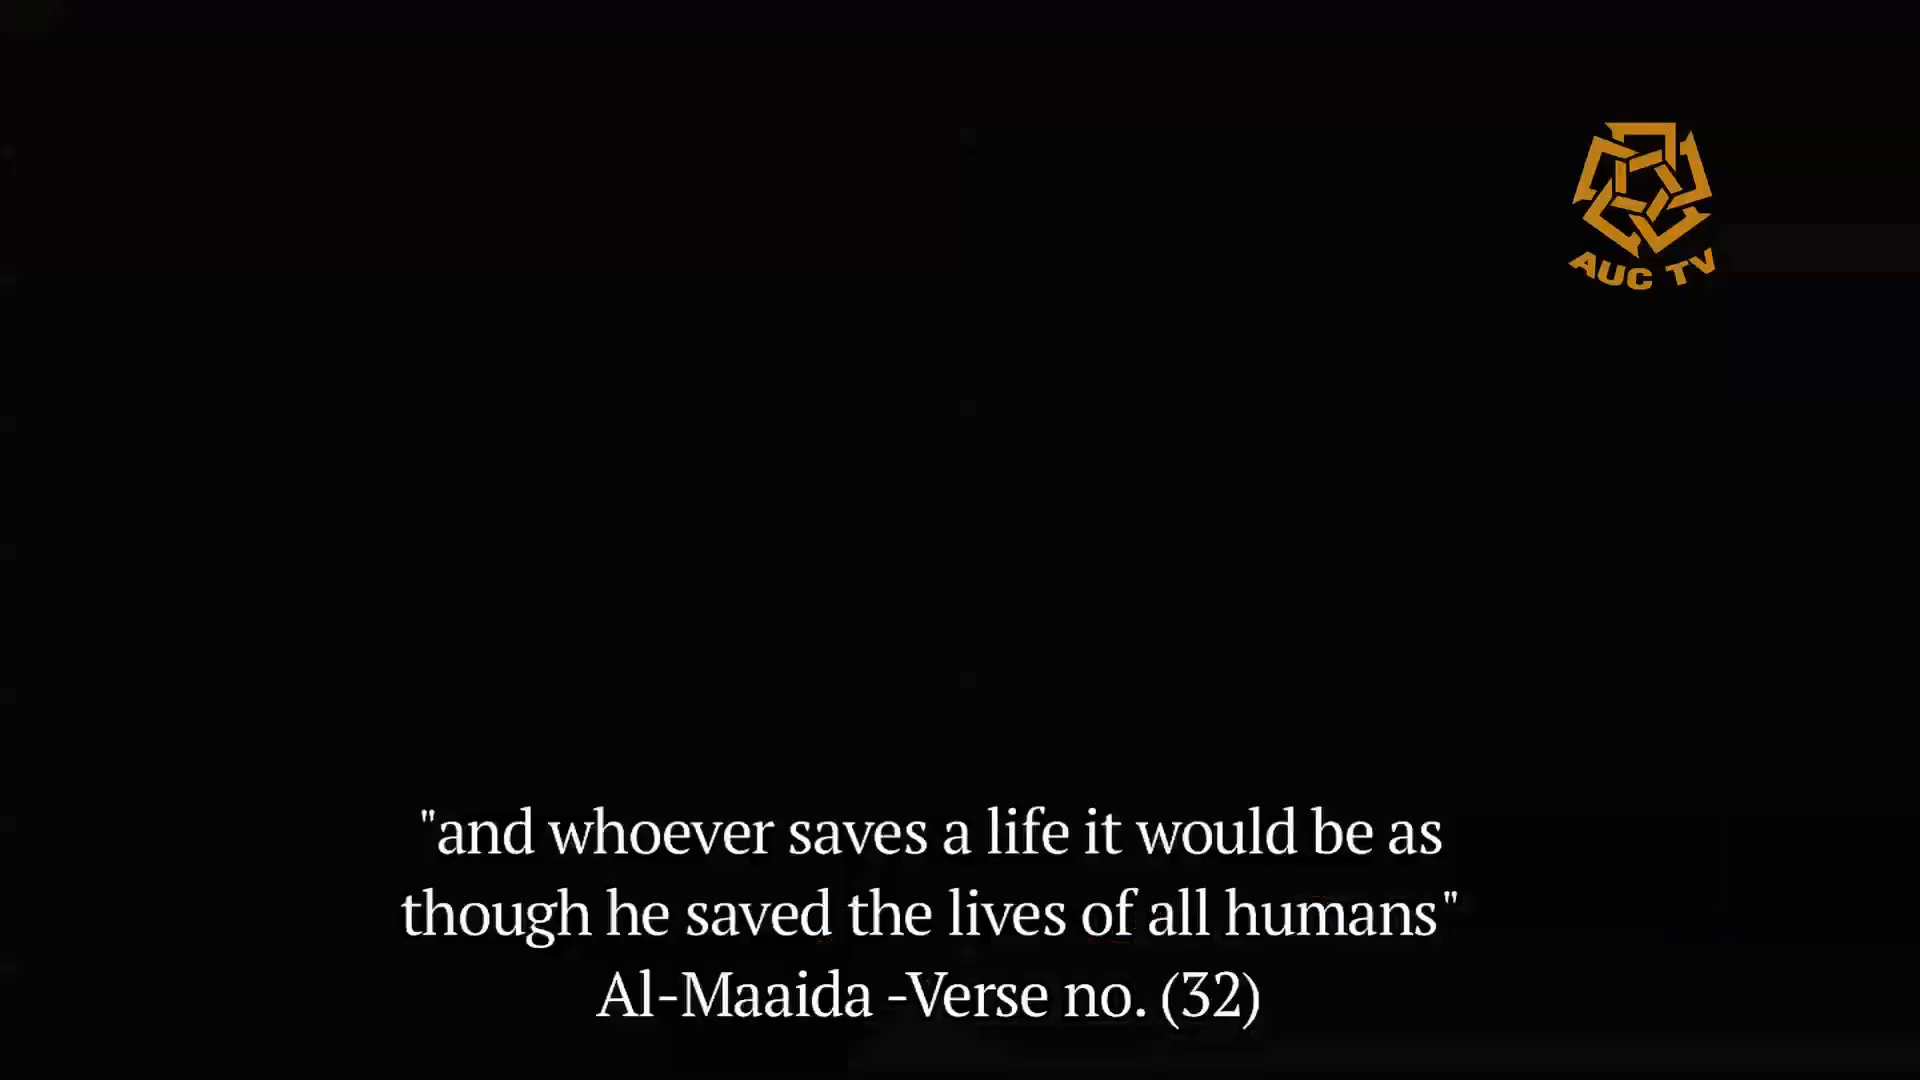 AUC TV
"and whoever saves a life it would be as
though he saved the lives of all humans"
Al-Maaida -Verse no. (32)